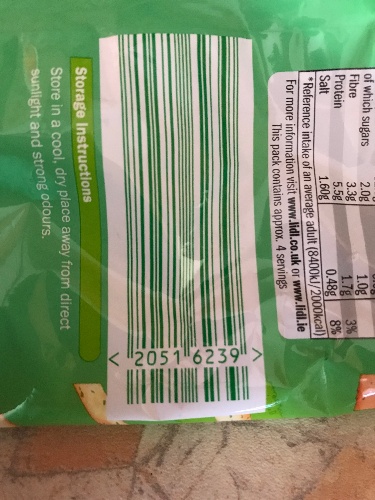 of which sugars 2.0g 1.0g
Fibre 3.3g 1.7g 3%
Protein 5.5g
Salt 1.60g 0.48g 8%
*Reference intake of an average adult (8400kJ/2000kcal)
For more information visit www.lidl.co.uk or www.lidl.ie
This pack contains approx. 4 servings
< 2051 6239 >
Storage Instructions
Store in a cool, dry place away from direct
sunlight and strong odours.